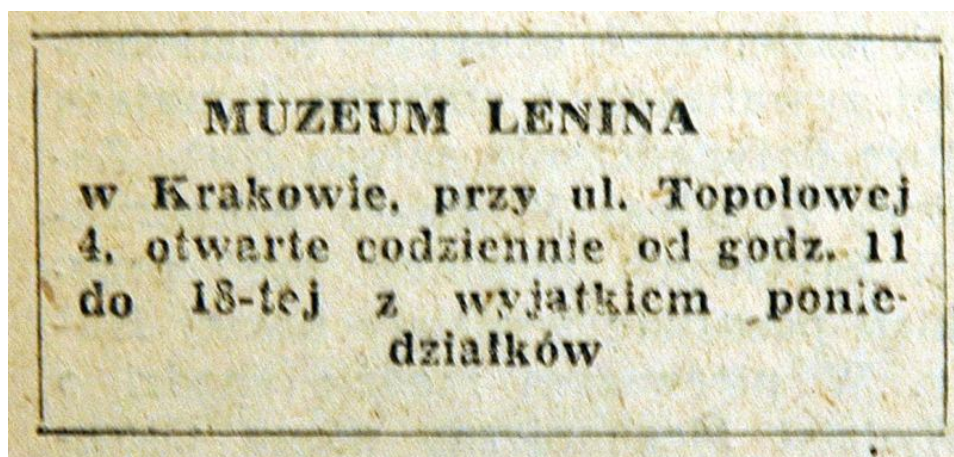 MUZEUM LENINA
w Krakowie, przy ul. Topolowej
4, otwarte codziennie od godz. 11
do 18-tej z wyjątkiem ponie-
działków